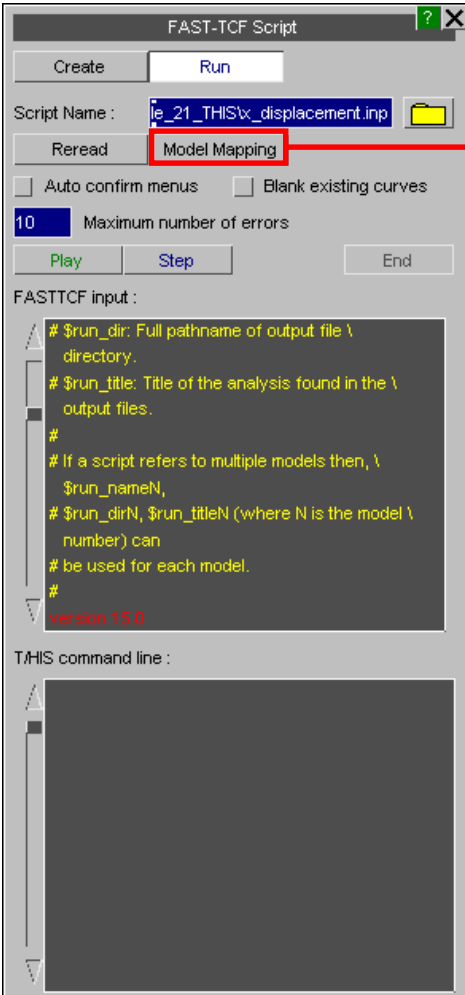 FAST-TCF Script ? X
Create Run
Script Name : le_21_THIS\x_displacement.inp
Reread Model Mapping
Auto confirm menus Blank existing curves
10 Maximum number of errors
Play Step End
FASTTCF input :
# $run_dir: Full pathname of output file \
directory.
# $run_title: Title of the analysis found in the \
output files.
#
# If a script refers to multiple models then, \
$run_nameN,
# $run_dirN, $run_titleN (where N is the model \
number) can
# be used for each model.
#
version 15.0
T/HIS command line :